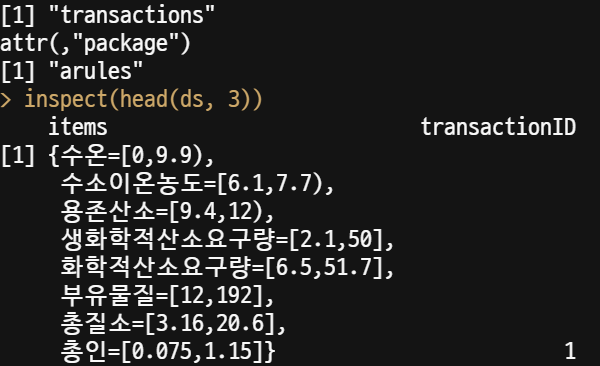 [1] "transactions"
attr(,"package")
[1] "arules"
> inspect(head(ds, 3))
items transactionID
[1] {수온=[0,9.9),
수소이온농도=[6.1,7.7),
용존산소=[9.4,12),
생화학적산소요구량=[2.1,50],
화학적산소요구량=[6.5,51.7],
부유물질=[12,192],
총질소=[3.16,20.6],
총인=[0.075,1.15]} 1